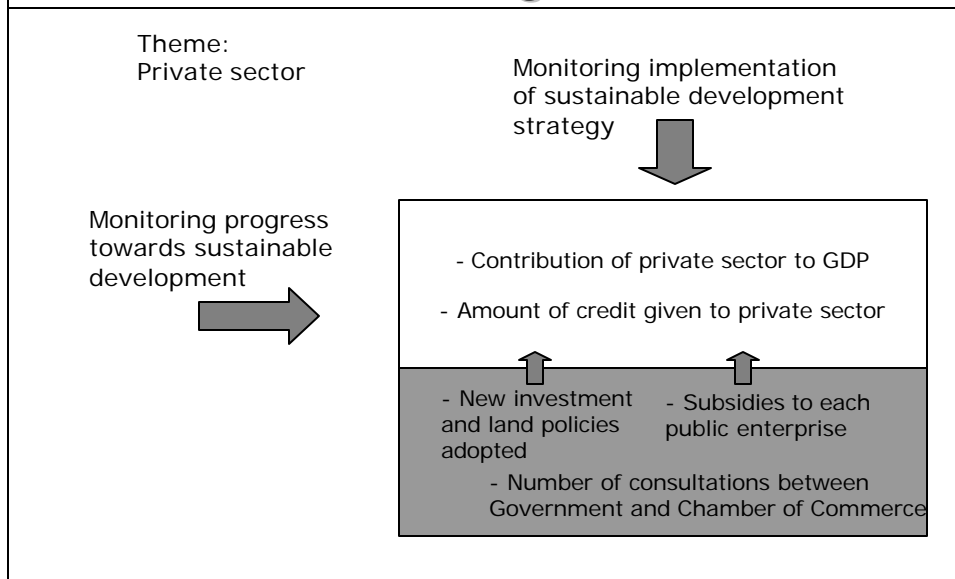 Theme:
Private sector
Monitoring implementation
of sustainable development
strategy
Monitoring progress
towards sustainable
development
- Contribution of private sector to GDP
- Amount of credit given to private sector
- New investment
and land policies
adopted
- Subsidies to each
public enterprise
- Number of consultations between
Government and Chamber of Commerce